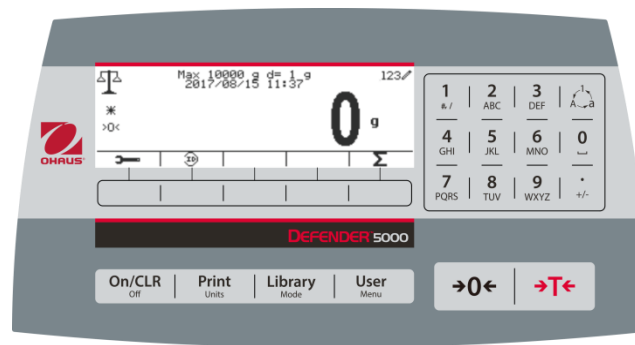 Max 10000 g d= 1 g
2017/08/15 11:37
123
>0<
0 g
ID
Σ
OHAUS
DEFENDER 5000
1 & /
2 ABC
3 DEF
A 1 a
4 GHI
5 JKL
6 MNO
0
7 PQRS
8 TUV
9 WXYZ
. +/-
On/CLR
Off
Print
Units
Library
Mode
User
Menu
→0←
→T←